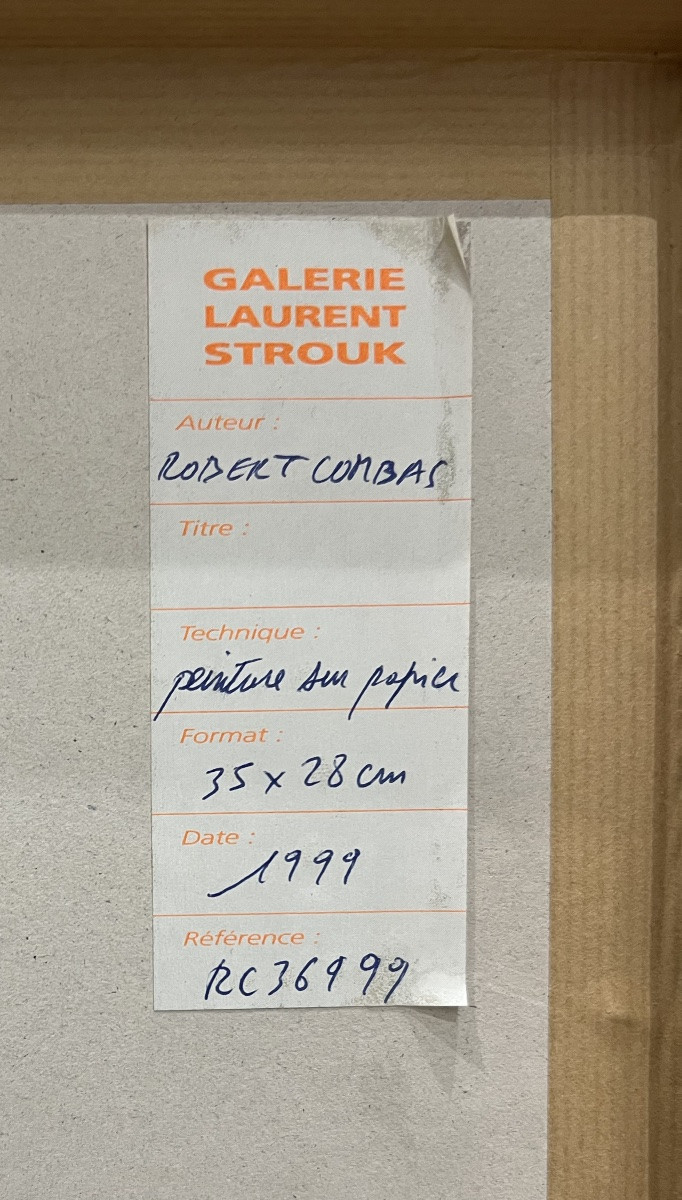 GALERIE
LAURENT
STROUK
Auteur :
ROBERT COMBAS
Titre :
Technique :
peinture sur papier
Format :
35 x 28 cm
Date :
1999
Référence :
RC36999